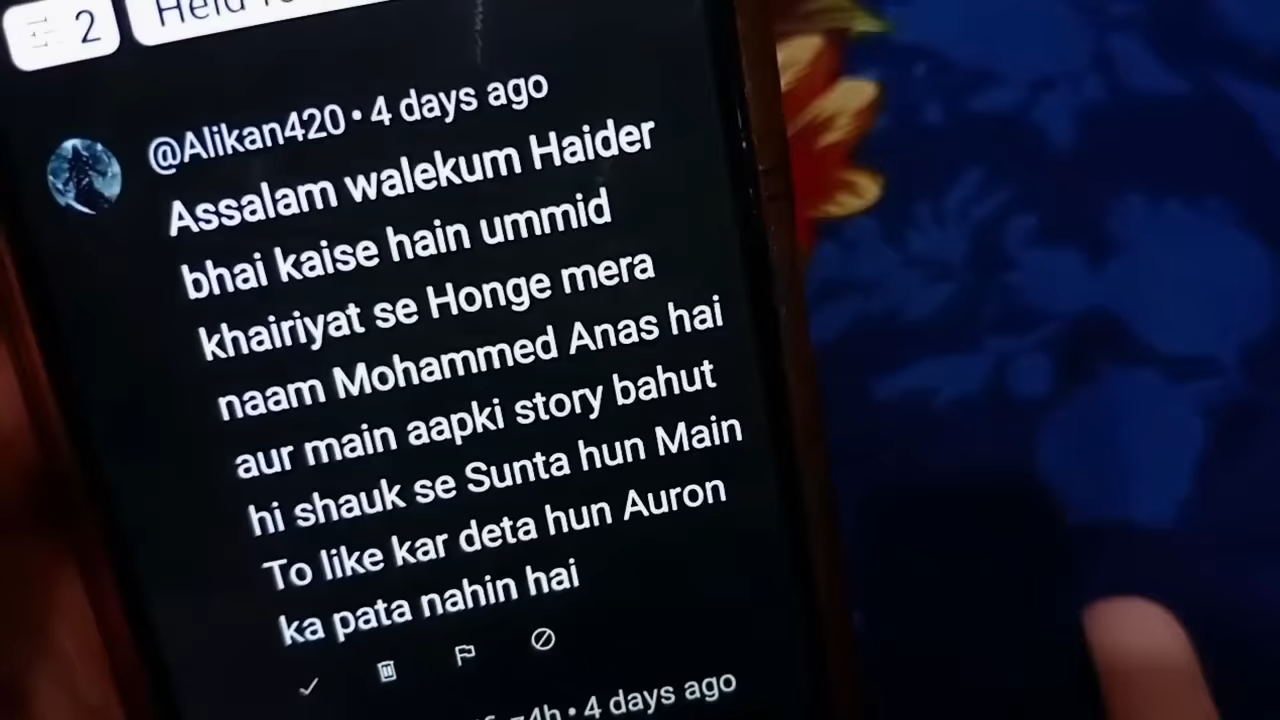 2
Held
@Alikan420 • 4 days ago
Assalam walekum Haider
bhai kaise hain ummid
khairiyat se Honge mera
naam Mohammed Anas hai
aur main aapki story bahut
hi shauk se Sunta hun Main
To like kar deta hun Auron
ka pata nahin hai
4h • 4 days ago